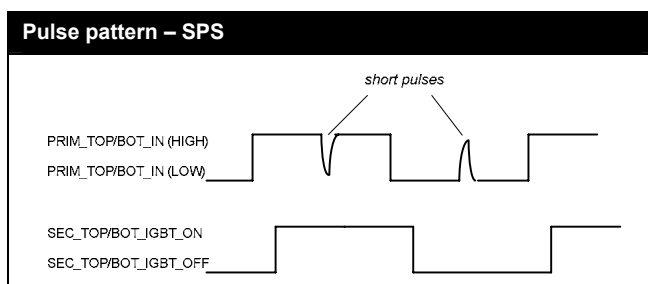 Pulse pattern – SPS
short pulses
PRIM_TOP/BOT_IN (HIGH)
PRIM_TOP/BOT_IN (LOW)
SEC_TOP/BOT_IGBT_ON
SEC_TOP/BOT_IGBT_OFF